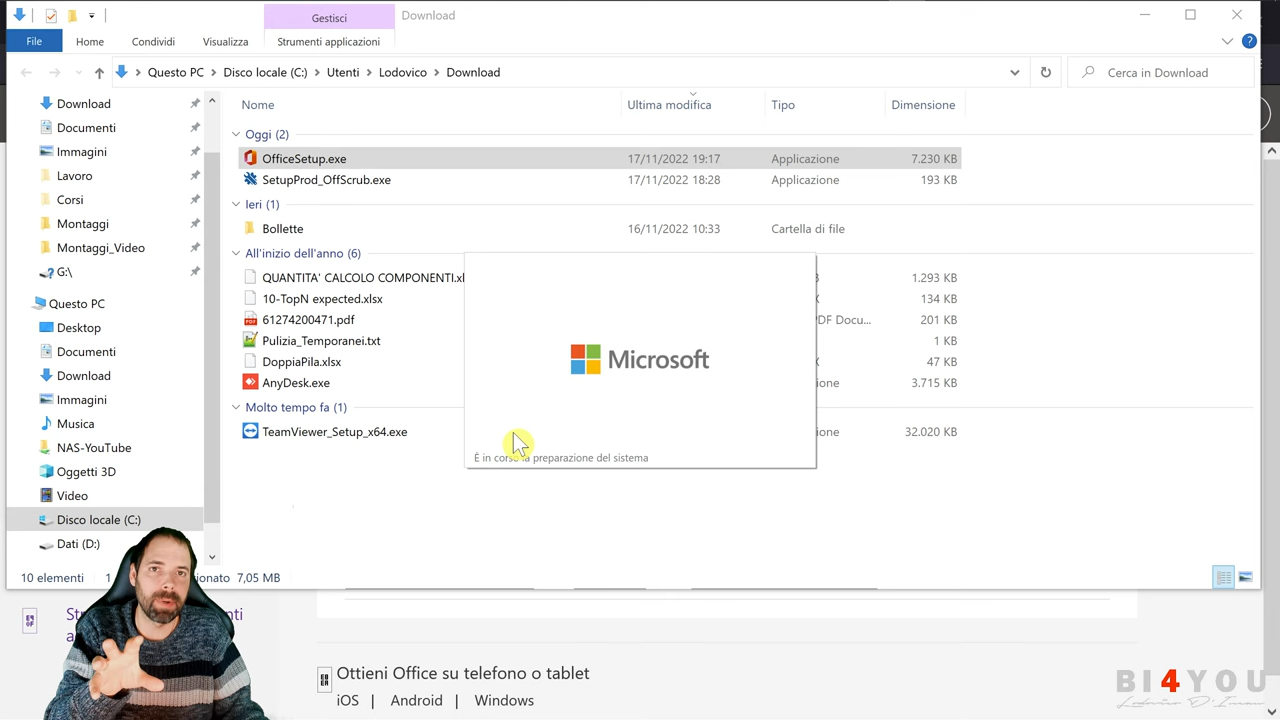 Gestisci
Download
File
Home
Condividi
Visualizza
Strumenti applicazioni
Questo PC
Disco locale (C:)
Utenti
Lodovico
Download
Cerca in Download
Nome
Ultima modifica
Tipo
Dimensione
Download
Documenti
Immagini
Lavoro
Corsi
Montaggi
Montaggi_Video
G:\
Questo PC
Desktop
Documenti
Download
Immagini
Musica
NAS-YouTube
Oggetti 3D
Video
Disco locale (C:)
Dati (D:)
Oggi (2)
OfficeSetup.exe 17/11/2022 19:17 Applicazione 7.230 KB
SetupProd_OffScrub.exe 17/11/2022 18:28 Applicazione 193 KB
Ieri (1)
Bollette 16/11/2022 10:33 Cartella di file
All'inizio dell'anno (6)
QUANTITA' CALCOLO COMPONENTI.xl 1.293 KB
10-TopN expected.xlsx 134 KB
61274200471.pdf DF Docu... 201 KB
Pulizia_Temporanei.txt 1 KB
DoppiaPila.xlsx 47 KB
AnyDesk.exe ione 3.715 KB
Molto tempo fa (1)
TeamViewer_Setup_x64.exe ione 32.020 KB
Microsoft
È in corso la preparazione del sistema
10 elementi 1 ionato 7,05 MB
Ottieni Office su telefono o tablet
iOS | Android | Windows
BI4YOU